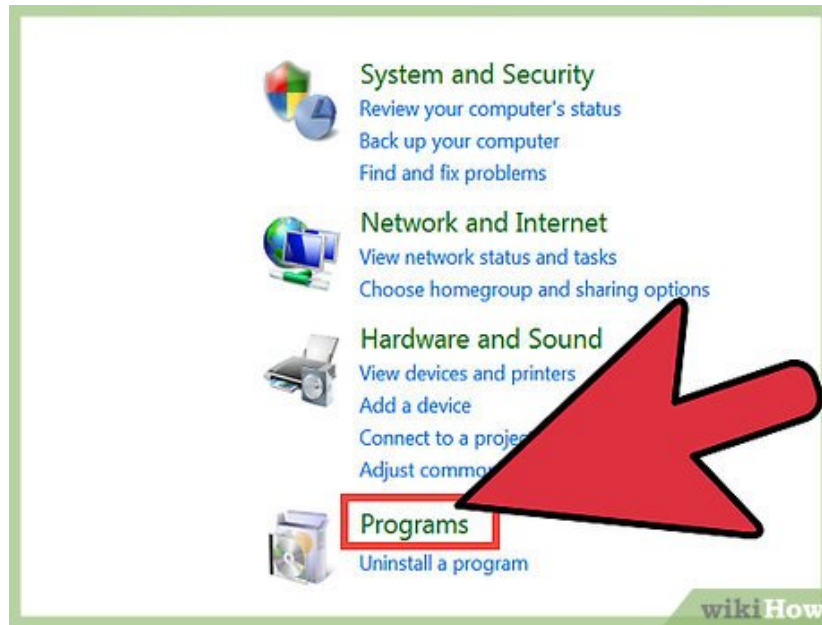 System and Security
Review your computer's status
Back up your computer
Find and fix problems
Network and Internet
View network status and tasks
Choose homegroup and sharing options
Hardware and Sound
View devices and printers
Add a device
Connect to a
Adjust
Programs
Uninstall a program
wikiHow